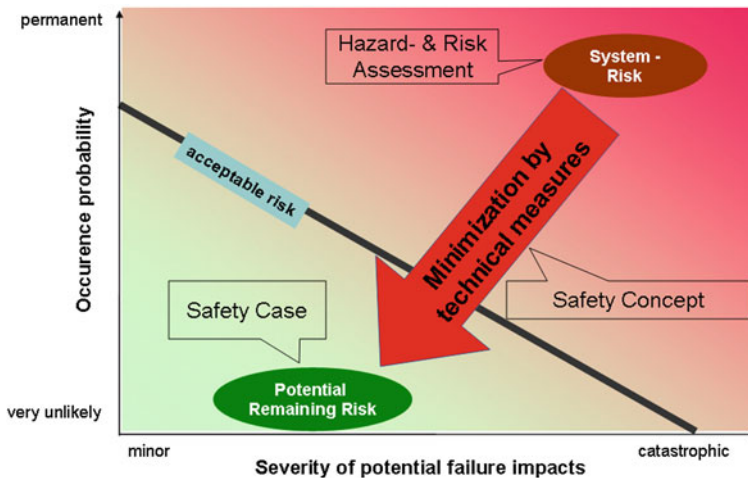 permanent
Hazard- & Risk
Assessment
System -
Risk
Occurence probability
acceptable risk
Minimization by
technical measures
Safety Case
Safety Concept
Potential
Remaining Risk
very unlikely
minor
catastrophic
Severity of potential failure impacts